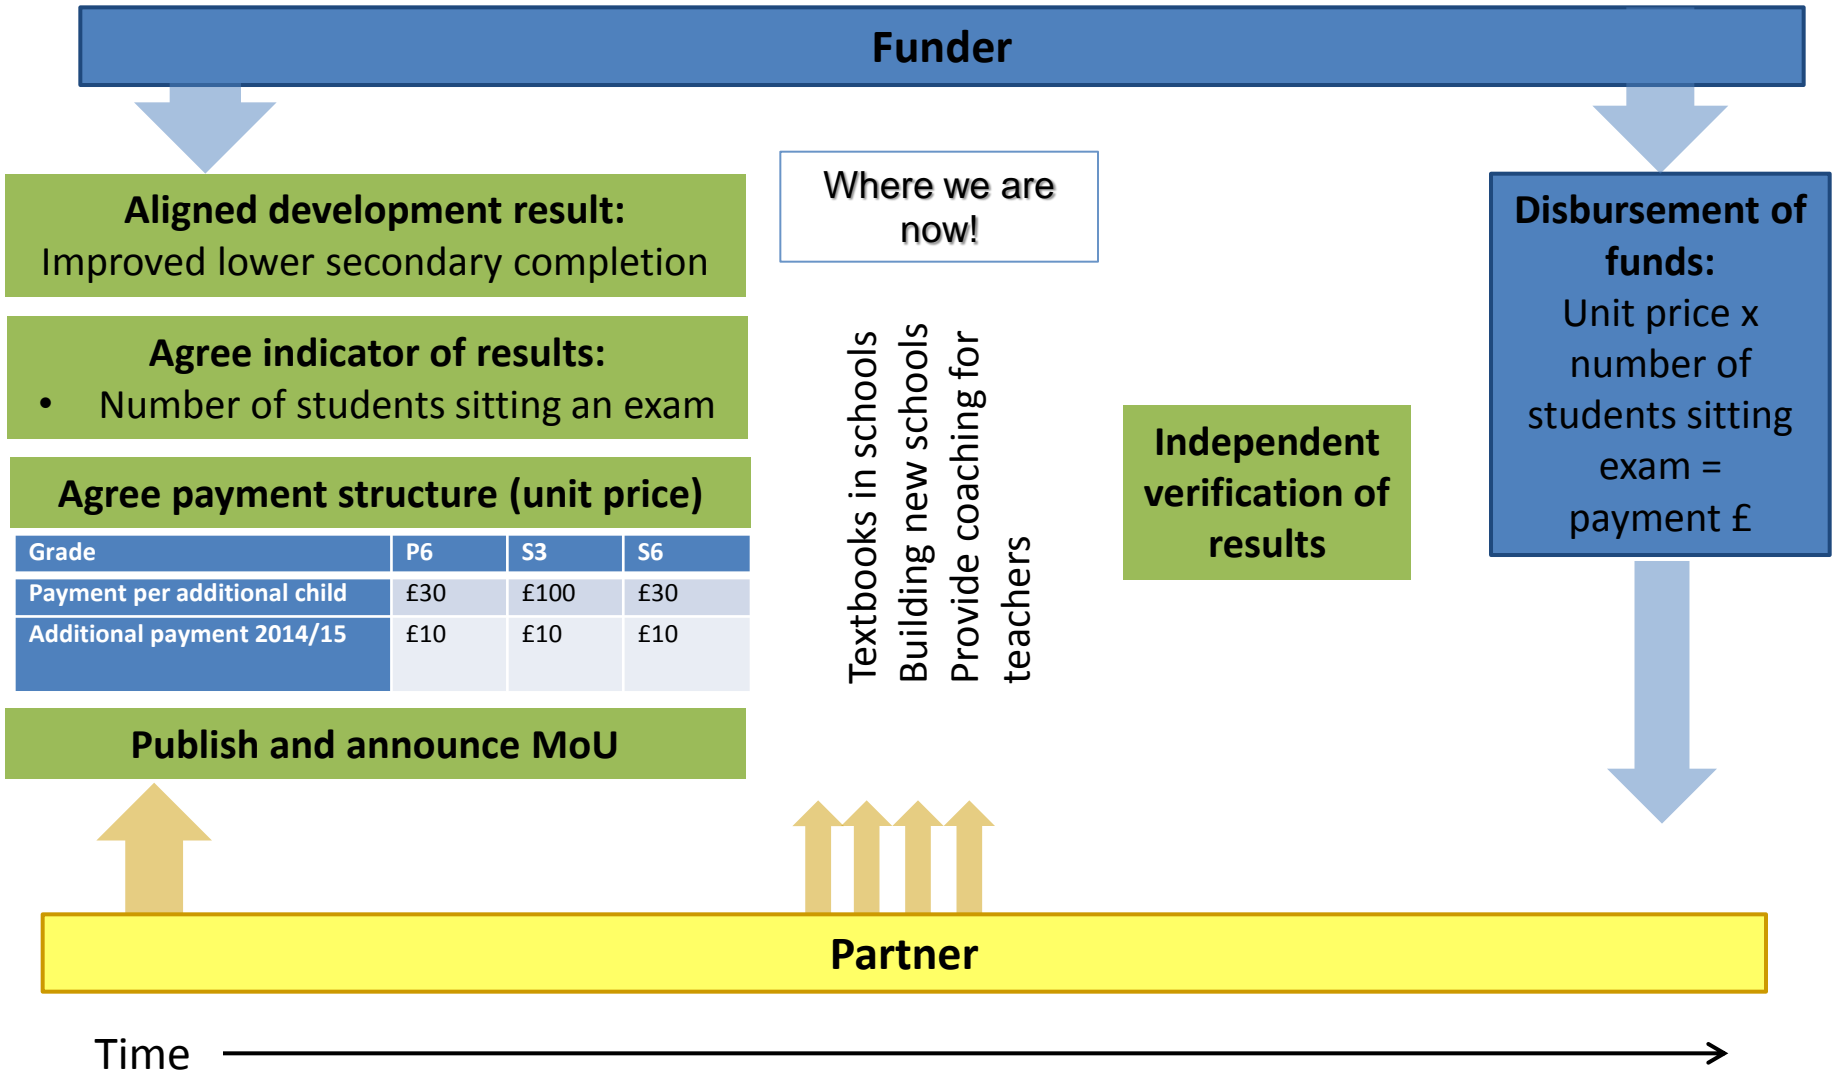 Funder
Aligned development result:
Improved lower secondary completion
Agree indicator of results:
• Number of students sitting an exam
Agree payment structure (unit price)
Grade P6 S3 S6
Payment per additional child £30 £100 £30
Additional payment 2014/15 £10 £10 £10
Publish and announce MoU
Where we are
now!
Textbooks in schools
Building new schools
Provide coaching for
teachers
Independent
verification of
results
Disbursement of
funds:
Unit price x
number of
students sitting
exam =
payment £
Partner
Time